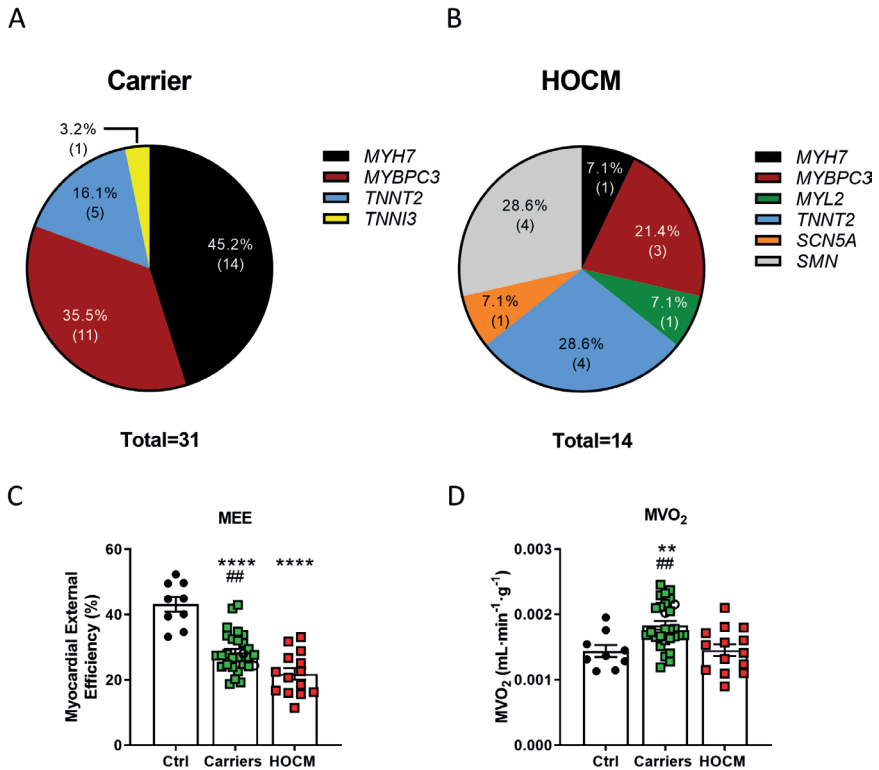 A
B
Carrier
HOCM
3.2%
(1)
16.1%
(5)
45.2%
(14)
35.5%
(11)
MYH7
MYBPC3
TNNT2
TNNI3
Total=31
7.1%
(1)
28.6%
(4)
21.4%
(3)
7.1%
(1)
7.1%
(1)
28.6%
(4)
MYH7
MYBPC3
MYL2
TNNT2
SCN5A
SMN
Total=14
C
MEE
Myocardial External
Efficiency (%)
60
40
20
0
****
##
****
Ctrl
Carriers
HOCM
D
MVO₂
MVO₂ (mL·min⁻¹·g⁻¹)
0.003
0.002
0.001
0.000
**
##
Ctrl
Carriers
HOCM